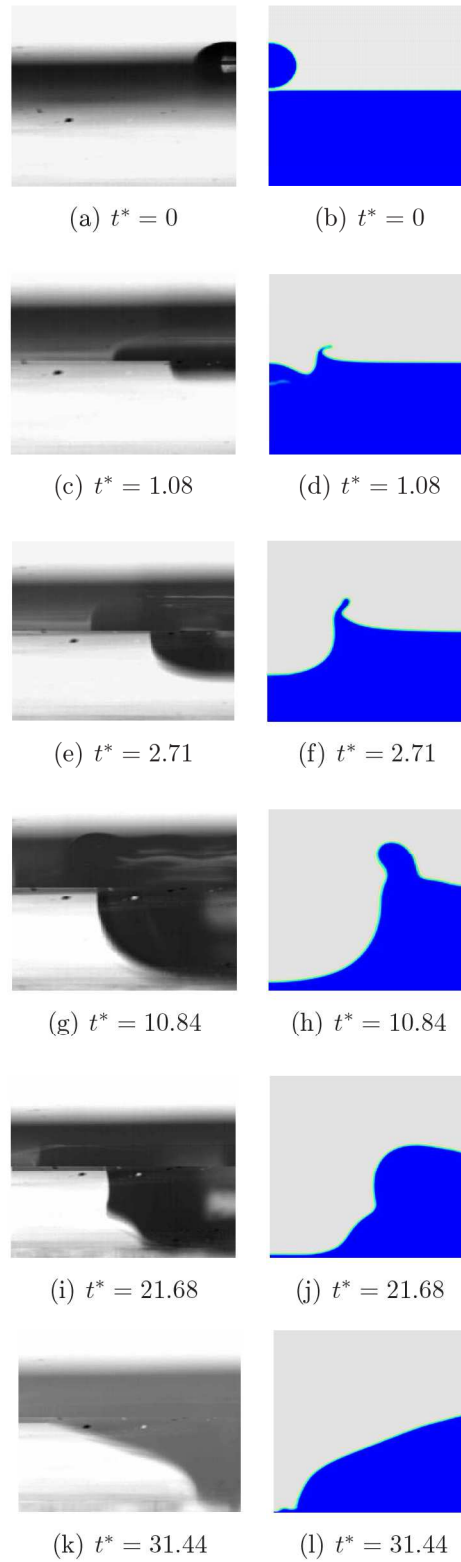 (a) t* = 0 (b) t* = 0
(c) t* = 1.08 (d) t* = 1.08
(e) t* = 2.71 (f) t* = 2.71
(g) t* = 10.84 (h) t* = 10.84
(i) t* = 21.68 (j) t* = 21.68
(k) t* = 31.44 (l) t* = 31.44